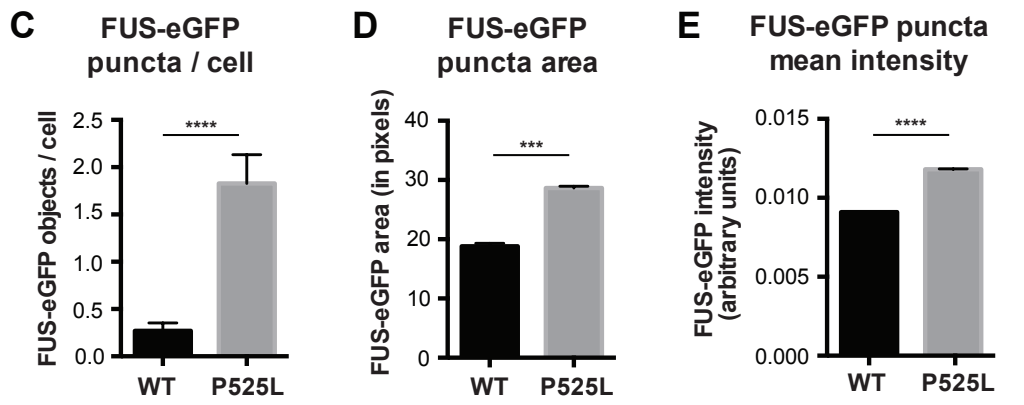 C
FUS-eGFP
puncta / cell
FUS-eGFP objects / cell
2.5
2.0
1.5
1.0
0.5
0.0
****
WT
P525L
D
FUS-eGFP
puncta area
FUS-eGFP area (in pixels)
40
30
20
10
0
***
WT
P525L
E
FUS-eGFP puncta
mean intensity
FUS-eGFP intensity
(arbitrary units)
0.015
0.010
0.005
0.000
****
WT
P525L